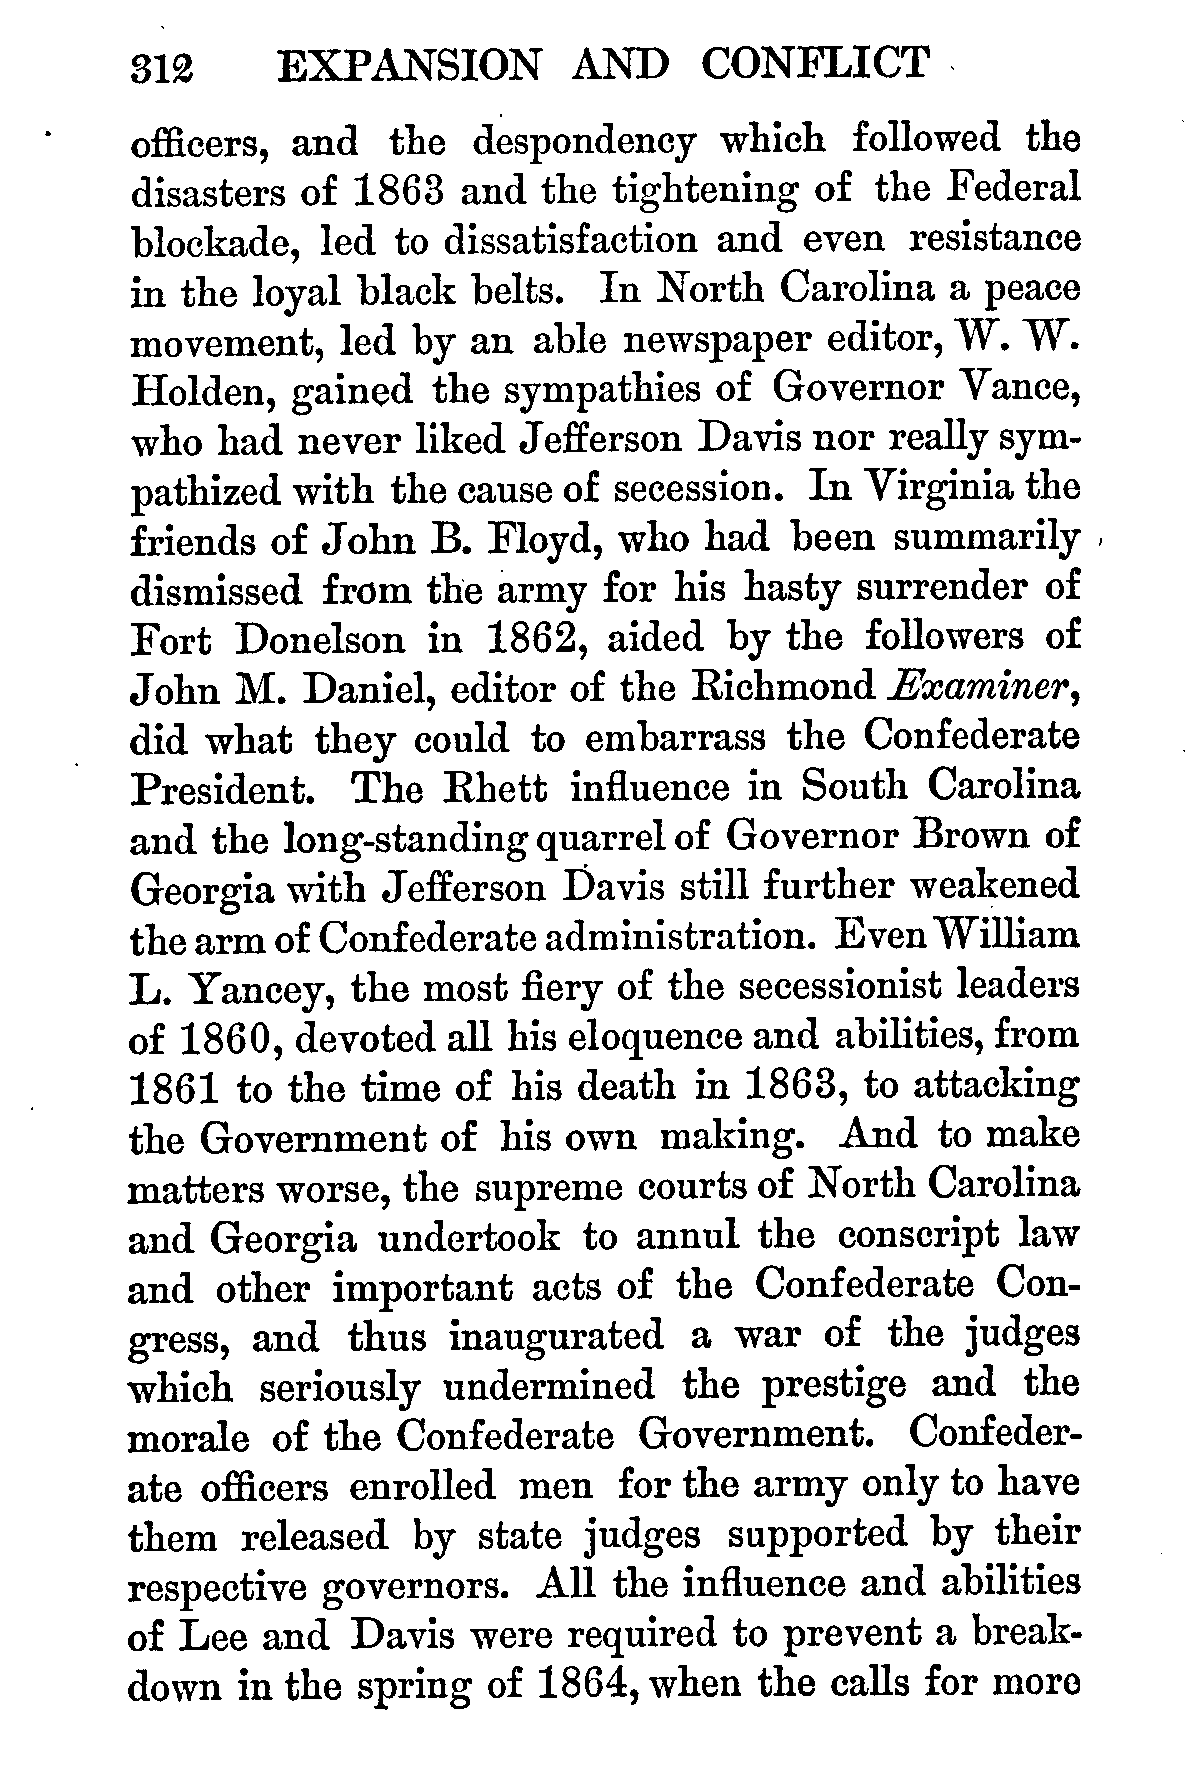 312 EXPANSION AND CONFLICT
officers, and the despondency which followed the
disasters of 1863 and the tightening of the Federal
blockade, led to dissatisfaction and even resistance
in the loyal black belts. In North Carolina a peace
movement, led by an able newspaper editor, W. W.
Holden, gained the sympathies of Governor Vance,
who had never liked Jefferson Davis nor really sym-
pathized with the cause of secession. In Virginia the
friends of John B. Floyd, who had been summarily
dismissed from the army for his hasty surrender of
Fort Donelson in 1862, aided by the followers of
John M. Daniel, editor of the Richmond Examiner,
did what they could to embarrass the Confederate
President. The Rhett influence in South Carolina
and the long-standing quarrel of Governor Brown of
Georgia with Jefferson Davis still further weakened
the arm of Confederate administration. Even William
L. Yancey, the most fiery of the secessionist leaders
of 1860, devoted all his eloquence and abilities, from
1861 to the time of his death in 1863, to attacking
the Government of his own making. And to make
matters worse, the supreme courts of North Carolina
and Georgia undertook to annul the conscript law
and other important acts of the Confederate Con-
gress, and thus inaugurated a war of the judges
which seriously undermined the prestige and the
morale of the Confederate Government. Confeder-
ate officers enrolled men for the army only to have
them released by state judges supported by their
respective governors. All the influence and abilities
of Lee and Davis were required to prevent a break-
down in the spring of 1864, when the calls for more